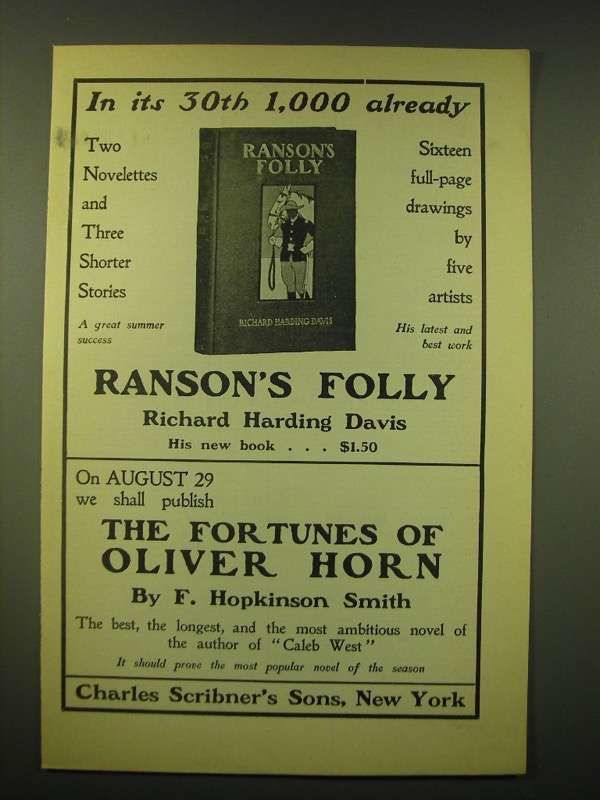 In its 30th 1,000 already
Two
Novelettes
and
Three
Shorter
Stories
A great summer
success
RANSON'S
FOLLY
RICHARD HARDING DAVIS
Sixteen
full-page
drawings
by
five
artists
His latest and
best work
RANSON'S FOLLY
Richard Harding Davis
His new book . . . $1.50
On AUGUST 29
we shall publish
THE FORTUNES OF
OLIVER HORN
By F. Hopkinson Smith
The best, the longest, and the most ambitious novel of
the author of "Caleb West"
It should prove the most popular novel of the season
Charles Scribner's Sons, New York